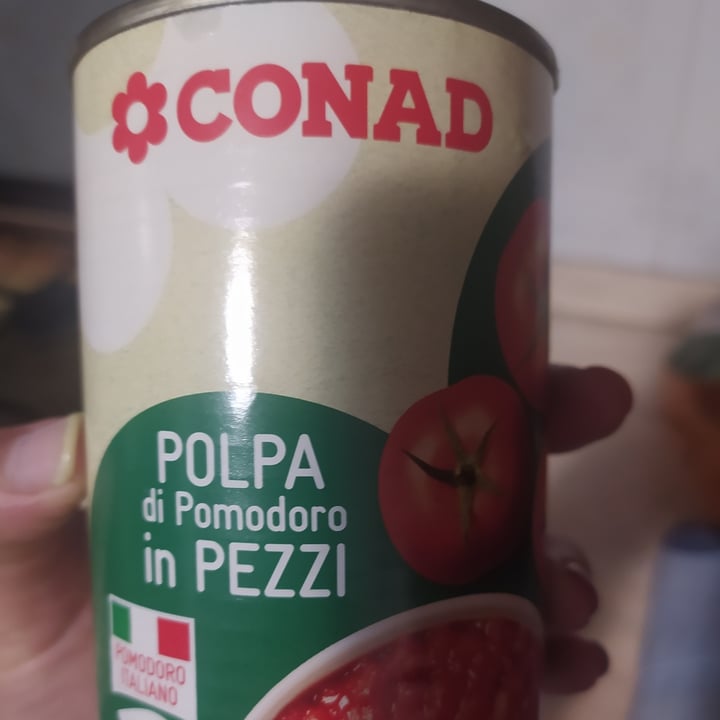 CONAD
POLPA
di Pomodoro
in PEZZI
POMODORO
ITALIANO